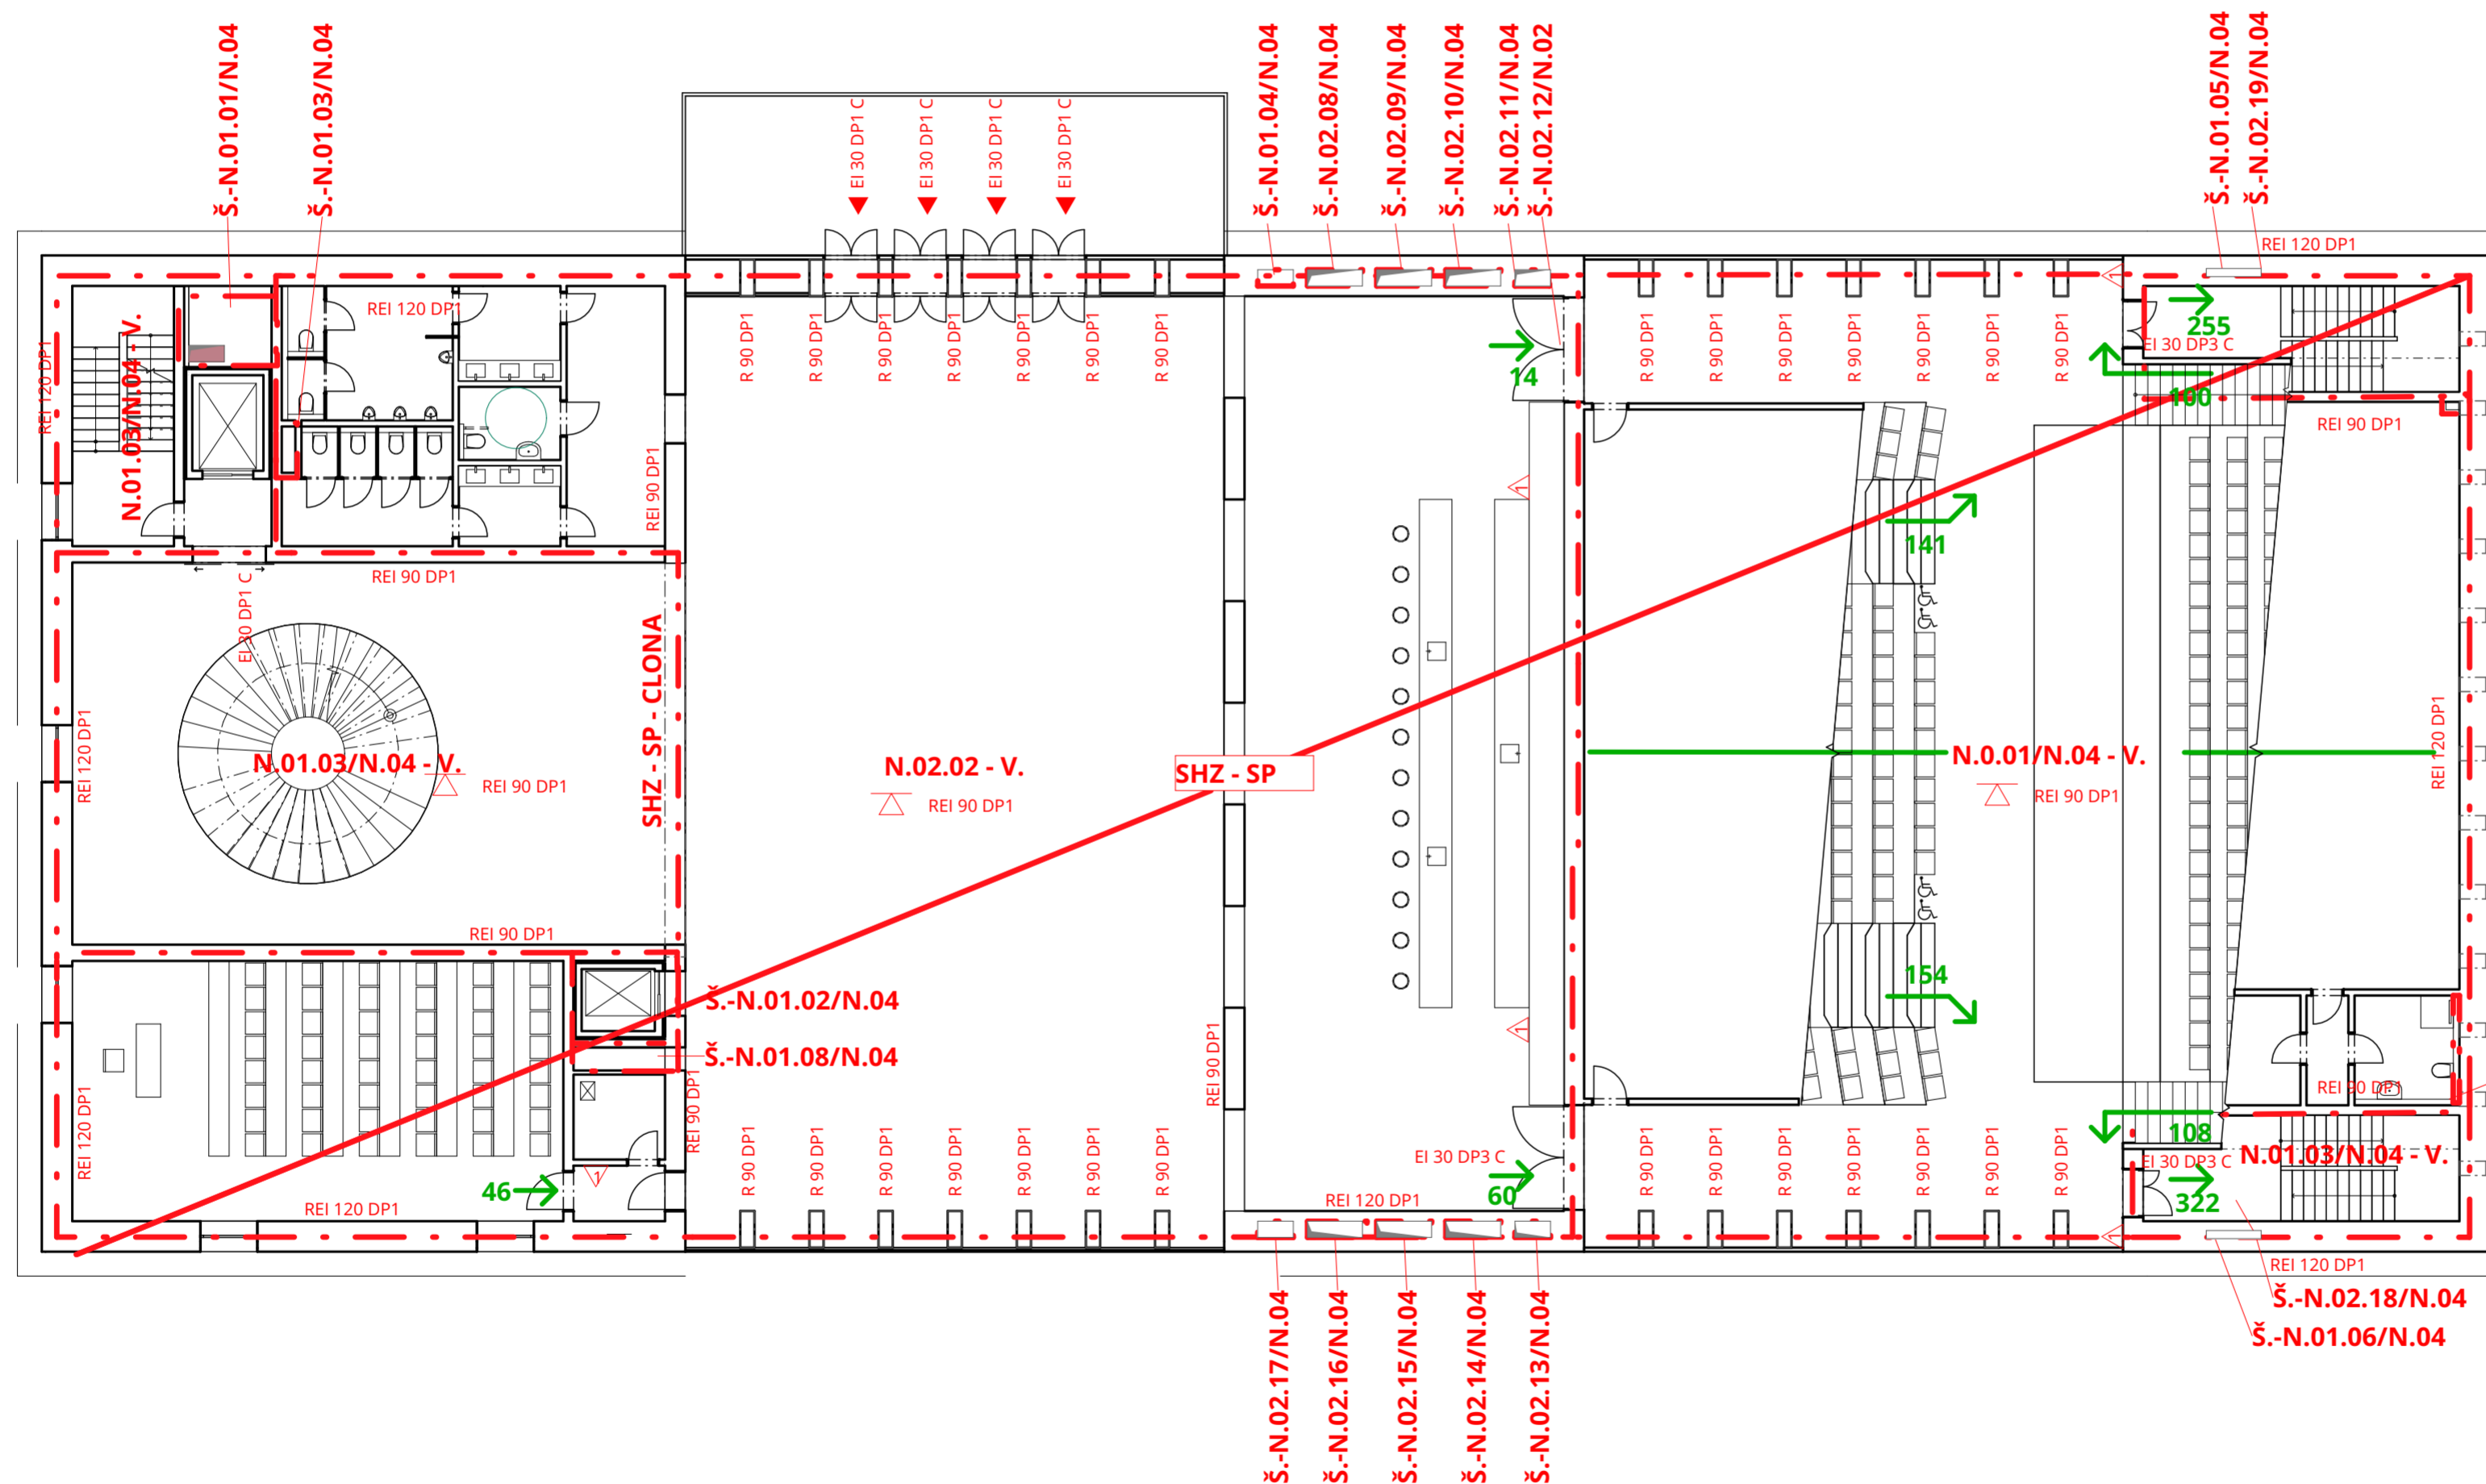 Š.-N.01.01/N.04
Š.-N.01.03/N.04
Š.-N.01.04/N.04
Š.-N.02.08/N.04
Š.-N.02.09/N.04
Š.-N.02.10/N.04
Š.-N.02.11/N.04
Š.-N.02.12/N.02
Š.-N.01.05/N.04
Š.-N.02.19/N.04
EI 30 DP1 C
EI 30 DP1 C
EI 30 DP1 C
EI 30 DP1 C
REI 120 DP1
1
REI 120 DP1
255
EI 30 DP3 C
REI 120 DP1
N.01.03/N.04 - V.
R 90 DP1
R 90 DP1
R 90 DP1
R 90 DP1
R 90 DP1
R 90 DP1
R 90 DP1
14
R 90 DP1
R 90 DP1
R 90 DP1
R 90 DP1
R 90 DP1
R 90 DP1
R 90 DP1
160
REI 90 DP1
REI 90 DP1
1
141
REI 90 DP1
EI 30 DP1 C
SHZ - SP - CLONA
REI 120 DP1
N.01.03/N.04 - V.
REI 90 DP1
N.02.02 - V.
REI 90 DP1
SHZ - SP
N.0.01/N.04 - V.
REI 90 DP1
REI 120 DP1
REI 90 DP1
154
Š.-N.01.02/N.04
1
Š.-N.01.08/N.04
REI 90 DP1
REI 90 DP1
REI 90 DP1
REI 120 DP1
108
R 90 DP1
R 90 DP1
R 90 DP1
R 90 DP1
R 90 DP1
R 90 DP1
R 90 DP1
EI 30 DP3 C
R 90 DP1
R 90 DP1
R 90 DP1
R 90 DP1
R 90 DP1
R 90 DP1
R 90 DP1
EI 30 DP3 C
N.01.03/N.04 - V.
1
46
60
322
REI 120 DP1
REI 120 DP1
1
REI 120 DP1
Š.-N.02.18/N.04
Š.-N.01.06/N.04
Š.-N.02.17/N.04
Š.-N.02.16/N.04
Š.-N.02.15/N.04
Š.-N.02.14/N.04
Š.-N.02.13/N.04